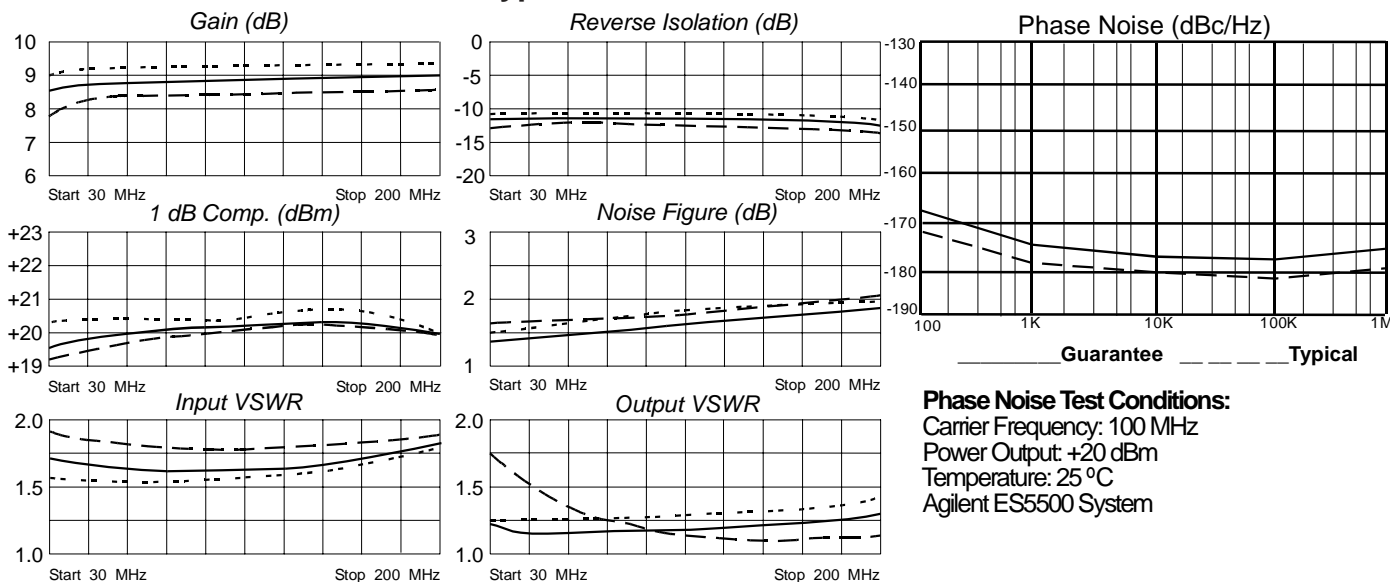 Gain (dB)
10
9
8
7
6
Start 30 MHz
Stop 200 MHz
Reverse Isolation (dB)
0
-5
-10
-15
-20
Start 30 MHz
Stop 200 MHz
1 dB Comp. (dBm)
+23
+22
+21
+20
+19
Start 30 MHz
Stop 200 MHz
Noise Figure (dB)
3
2
1
Start 30 MHz
Stop 200 MHz
Input VSWR
2.0
1.5
1.0
Start 30 MHz
Stop 200 MHz
Output VSWR
2.0
1.5
1.0
Start 30 MHz
Stop 200 MHz
Phase Noise (dBc/Hz)
-130
-140
-150
-160
-170
-180
-190
100
1K
10K
100K
1M
Guarantee
Typical
Phase Noise Test Conditions:
Carrier Frequency: 100 MHz
Power Output: +20 dBm
Temperature: 25 ºC
Agilent ES5500 System